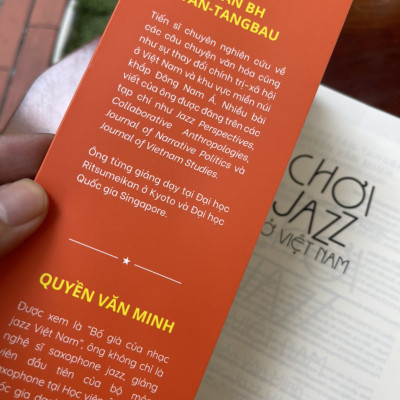 AN BH
TAN-TANGBAU
Tiến sĩ chuyên nghiên cứu về
các câu chuyện văn hóa cùng
như sự thay đổi chính trị-xã hội
ở Việt Nam và khu vực miền núi
khắp Đông Nam Á. Nhiều bài
viết của ông được đăng trên các
tạp chí như Jazz Perspectives,
Collaborative Anthropologies,
Journal of Narrative Politics và
Journal of Vietnam Studies.
Ông từng giảng dạy tại Đại học
Ritsumeikan ở Kyoto và Đại học
Quốc gia Singapore.
QUYỀN VĂN MINH
Được xem là “Bố già của nhạc
jazz Việt Nam”, ông không chỉ là
nghệ sĩ saxophone jazz, giảng
viên đầu tiên của bộ môn
saxophone tại Học viện
CHƠI
JAZZ
Ở VIỆT NAM